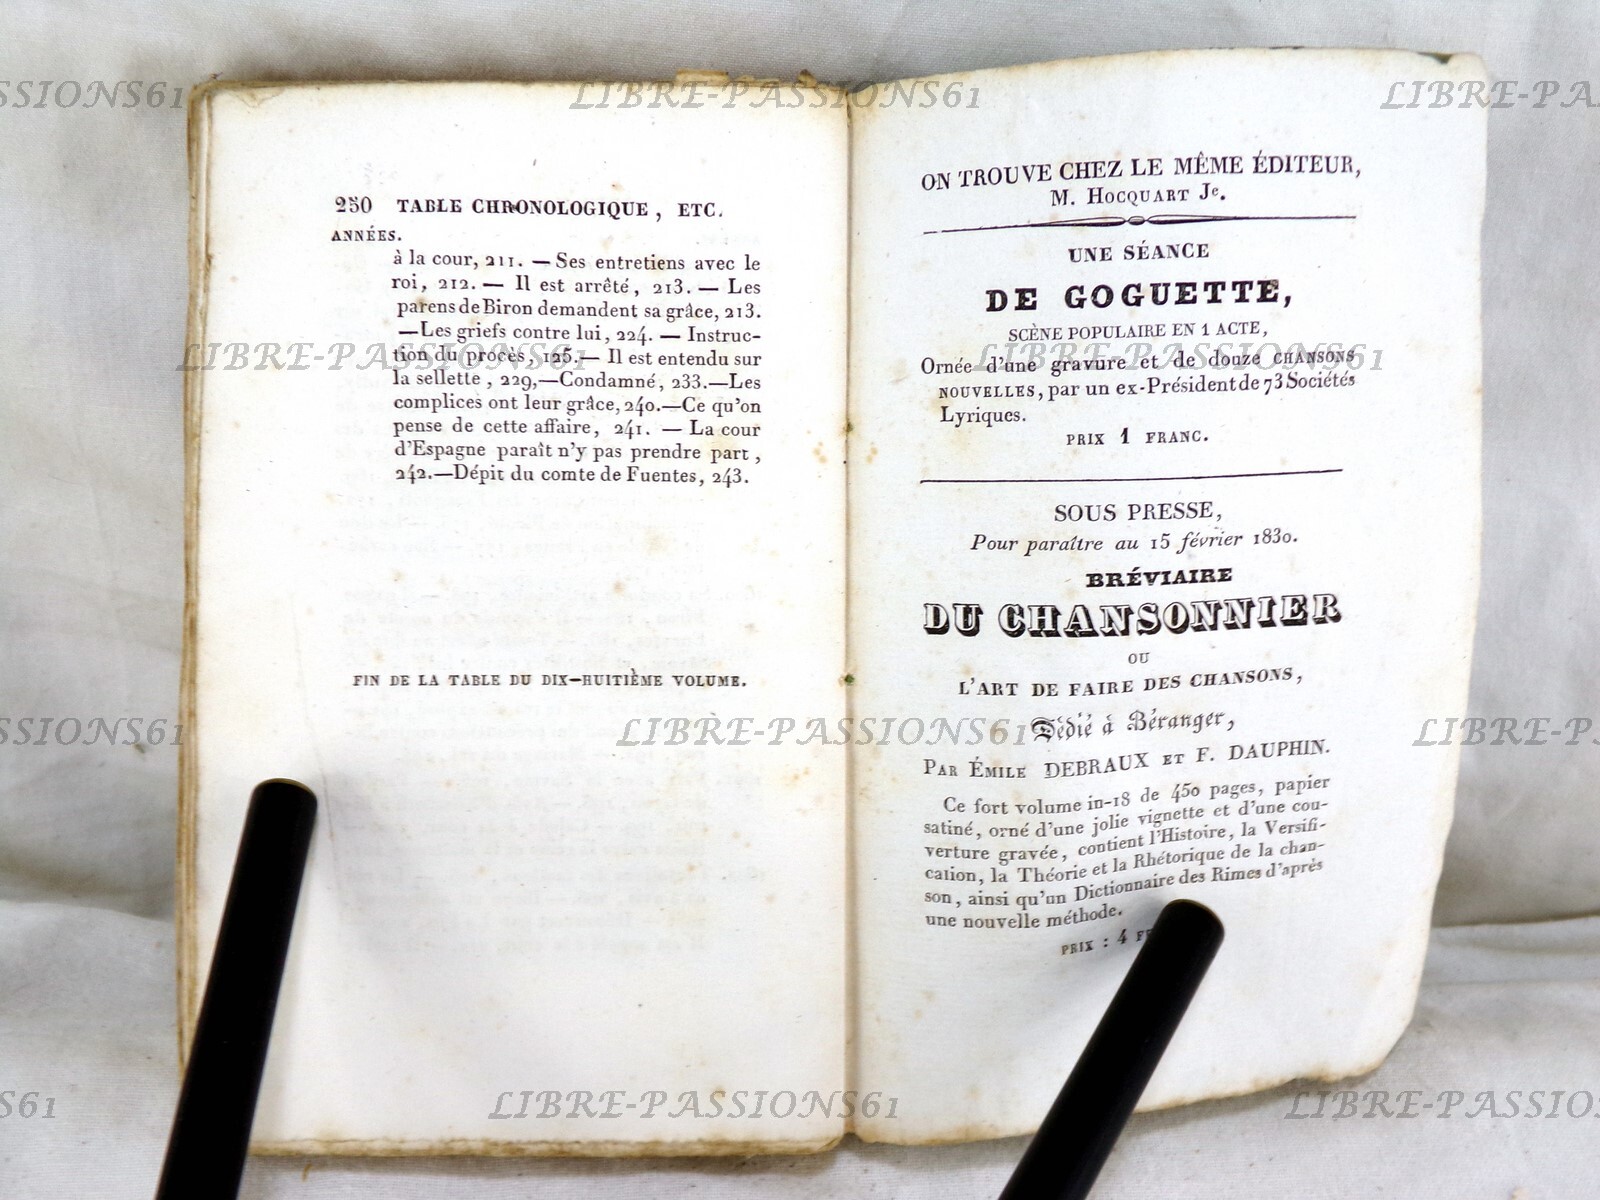 250 TABLE CHRONOLOGIQUE, ETC.
ANNÉES.
à la cour, 211. — Ses entretiens avec le
roi, 212. — Il est arrêté, 213. — Les
parens de Biron demandent sa grâce, 213.
— Les griefs contre lui, 224. — Instruc-
tion du procès, 125. — Il est entendu sur
la sellette, 229, — Condamné, 233. — Les
complices ont leur grâce, 240. — Ce qu'on
pense de cette affaire, 241. — La cour
d'Espagne paraît n'y pas prendre part,
242. — Dépit du comte de Fuentes, 243.
FIN DE LA TABLE DU DIX-HUITIÈME VOLUME.
ON TROUVE CHEZ LE MÊME ÉDITEUR,
M. HOCQUART Je.
UNE SÉANCE
DE GOGUETTE,
SCÈNE POPULAIRE EN 1 ACTE,
Ornée d'une gravure et de douze CHANSONS
NOUVELLES, par un ex-Président de 73 Sociétés
Lyriques.
PRIX 1 FRANC.
SOUS PRESSE,
Pour paraître au 15 février 1830.
BRÉVIAIRE
DU CHANSONNIER
OU
L'ART DE FAIRE DES CHANSONS,
Dédié à Béranger,
PAR ÉMILE DEBRAUX ET F. DAUPHIN.
Ce fort volume in-18 de 450 pages, papier
satiné, orné d'une jolie vignette et d'une cou-
verture gravée, contient l'Histoire, la Versifi-
cation, la Théorie et la Rhétorique de la chan-
son, ainsi qu'un Dictionnaire des Rimes d'après
une nouvelle méthode.
PRIX : 4
LIBRE-PASSIONS61